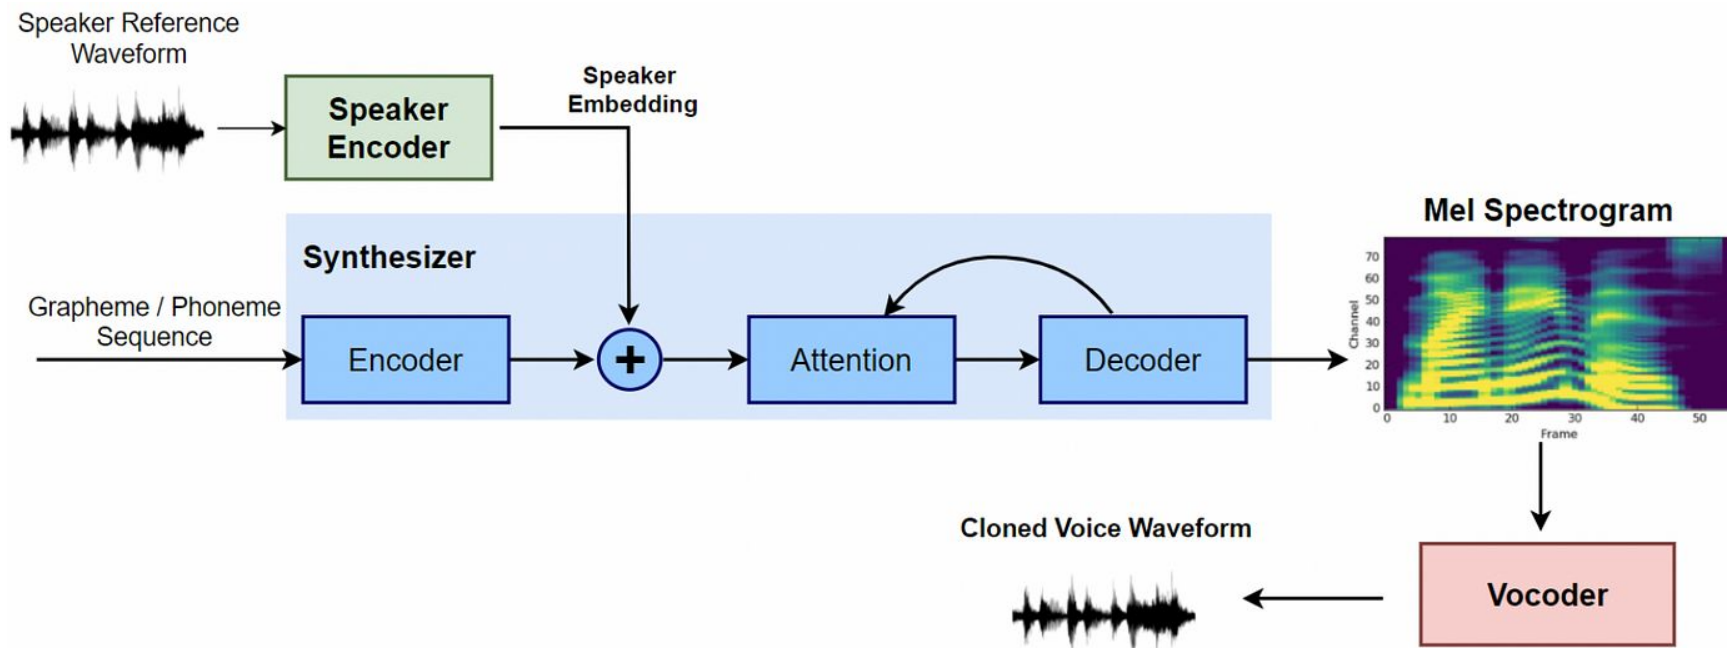 Speaker Reference
Waveform
Speaker
Encoder
Speaker
Embedding
Synthesizer
Grapheme / Phoneme
Sequence
Encoder
+
Attention
Decoder
Mel Spectrogram
70
60
50
40
30
20
10
0
Channel
0 10 20 30 40 50
Frame
Cloned Voice Waveform
Vocoder